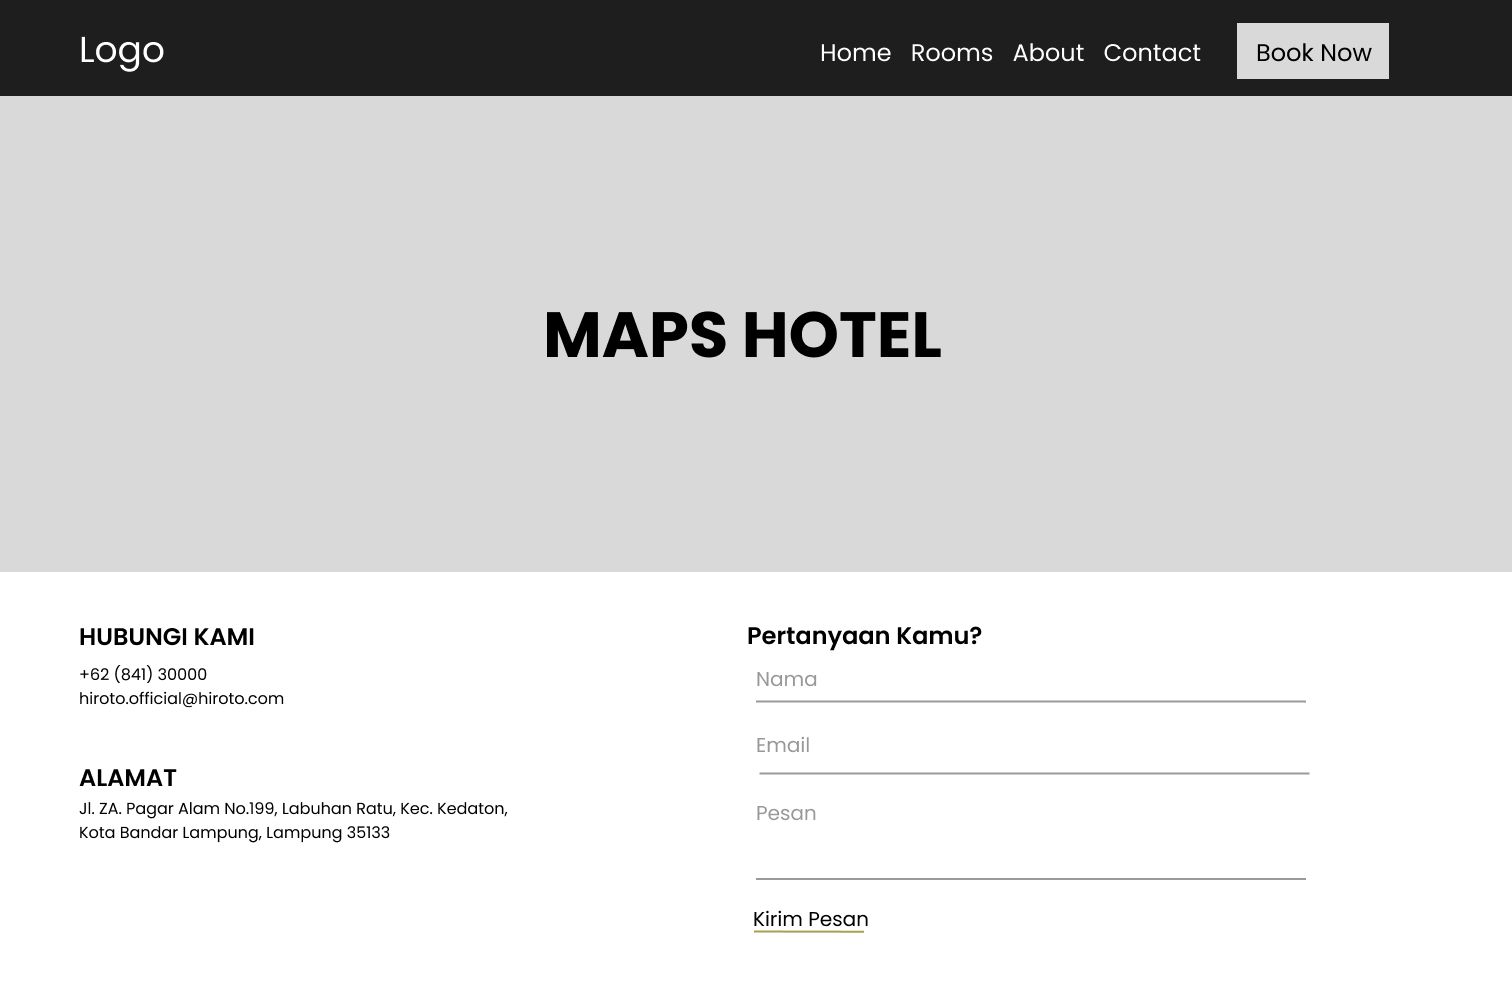 Logo
Home Rooms About Contact Book Now
MAPS HOTEL
HUBUNGI KAMI
+62 (841) 30000
hiroto.official@hiroto.com
ALAMAT
Jl. ZA. Pagar Alam No.199, Labuhan Ratu, Kec. Kedaton,
Kota Bandar Lampung, Lampung 35133
Pertanyaan Kamu?
Nama
Email
Pesan
Kirim Pesan